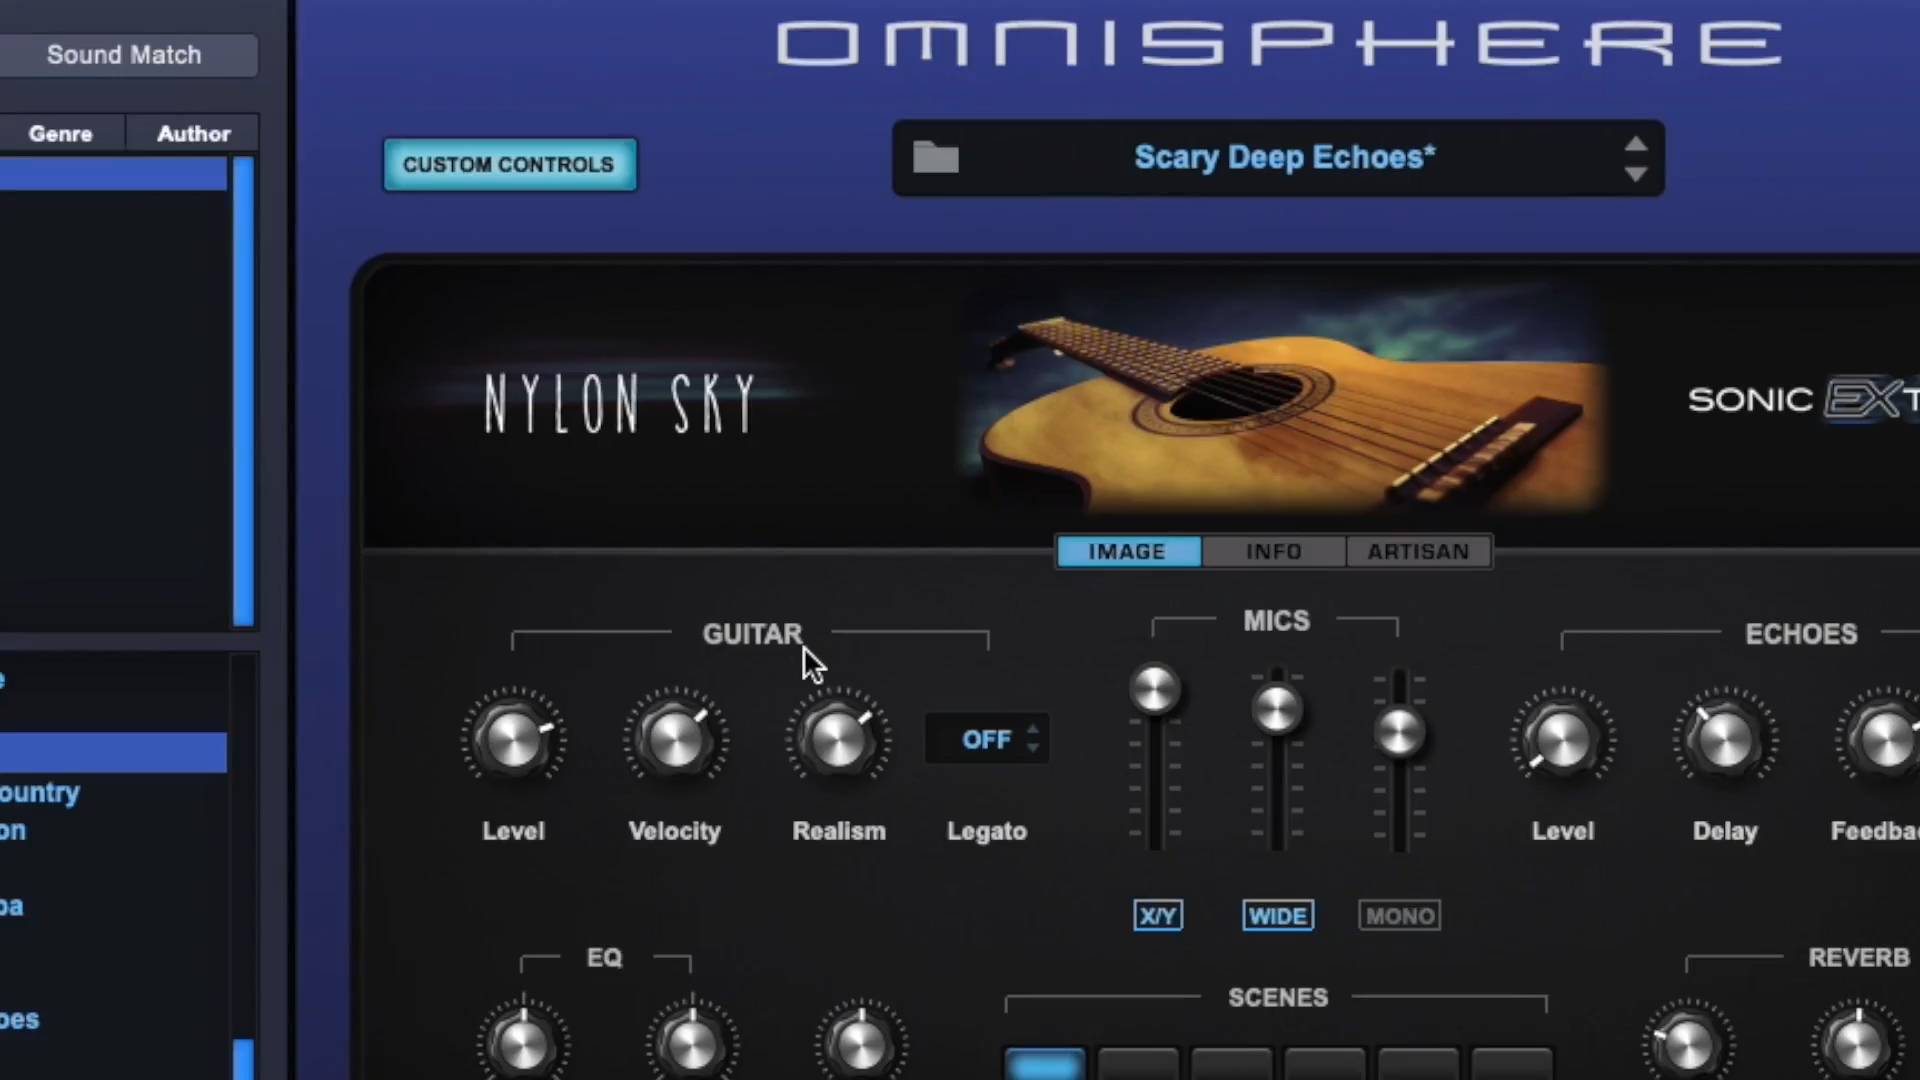 Sound Match
OMNISPHERE
Genre
Author
CUSTOM CONTROLS
Scary Deep Echoes*
NYLON SKY
SONIC
IMAGE
INFO
ARTISAN
GUITAR
MICS
ECHOES
OFF
Level
Velocity
Realism
Legato
Level
Delay
X/Y
WIDE
MONO
EQ
SCENES
REVERB